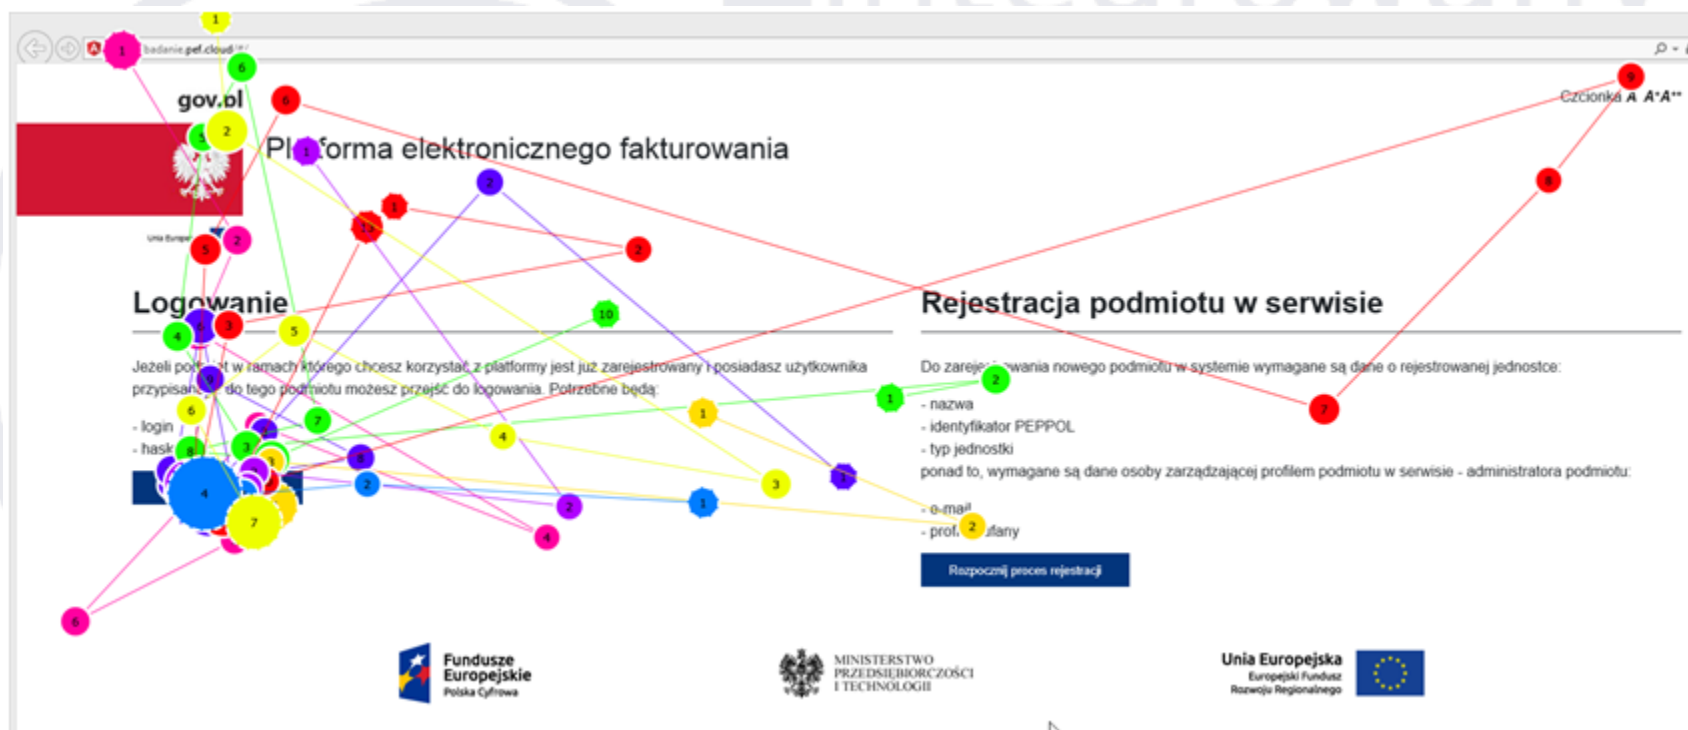 badanie.pef.cloud
gov.pl
Czcionka A A+A++
Platforma elektronicznego fakturowania
Unia
Logowanie
Rejestracja podmiotu w serwisie
Jeżeli w ramach którego chcesz korzystać z platformy jest już zarejestrowany i posiadasz użytkownika
do tego podmiotu możesz przejść do logowania. Potrzebne będą:
- login
Do podmiotu w systemie wymagane są dane o rejestrowanej jednostce:
- nazwa
- identyfikator PEPPOL
- typ jednostki
ponad to, wymagane są dane osoby zarządzającej profilem podmiotu w serwisie - administratora podmiotu:
- e-mail
Rozpocznij proces rejestracji
Fundusze
Europejskie
Polska Cyfrowa
MINISTERSTWO
PRZEDSIĘBIORCZOŚCI
I TECHNOLOGII
Unia Europejska
Europejski Fundusz
Rozwoju Regionalnego